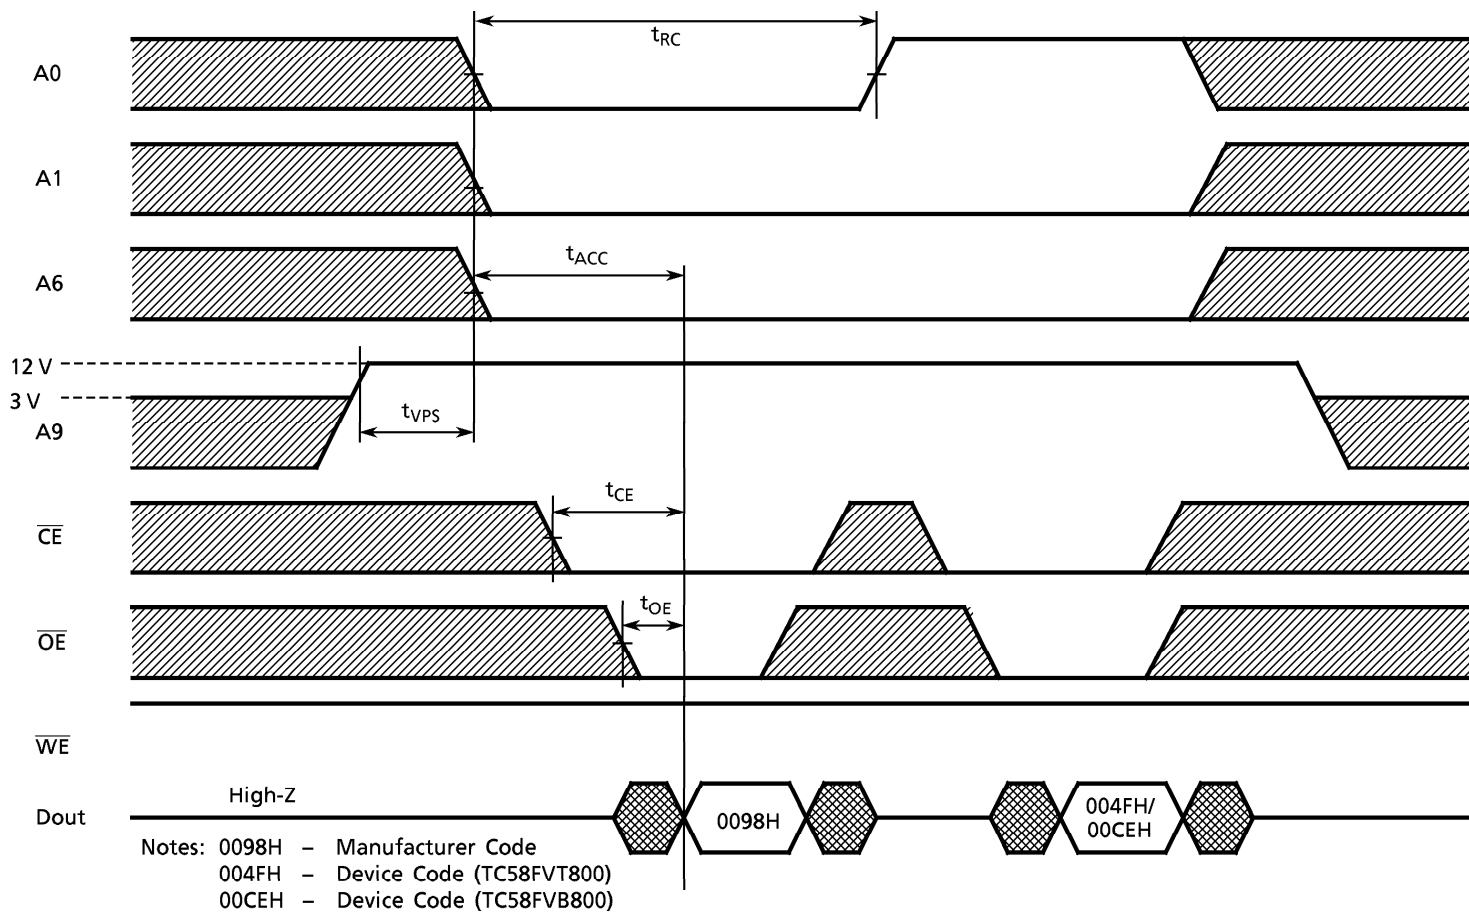 tRC
A0
A1
tACC
A6
12 V
3 V
tVPS
A9
tCE
CE
tOE
OE
WE
High-Z
Dout
0098H
004FH/
00CEH
Notes: 0098H – Manufacturer Code
004FH – Device Code (TC58FVT800)
00CEH – Device Code (TC58FVB800)